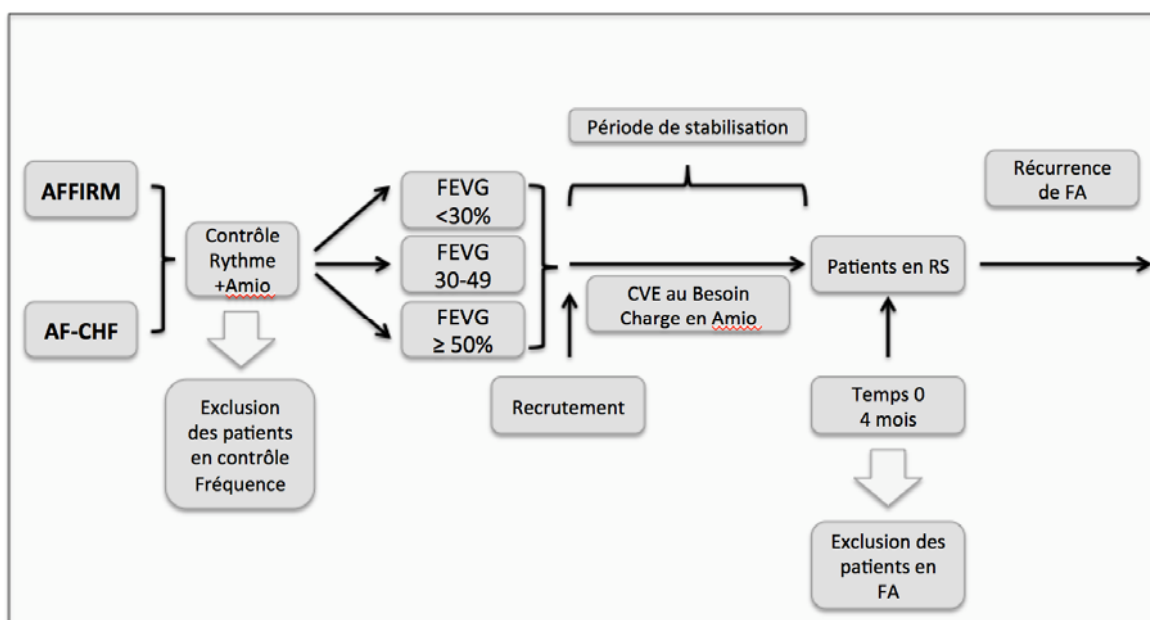 AFFIRM
AF-CHF
Contrôle
Rythme
+Amio
Exclusion
des patients
en contrôle
Fréquence
FEVG
<30%
FEVG
30-49
FEVG
≥ 50%
Recrutement
Période de stabilisation
CVE au Besoin
Charge en Amio
Patients en RS
Temps 0
4 mois
Exclusion des
patients en
FA
Récurrence
de FA